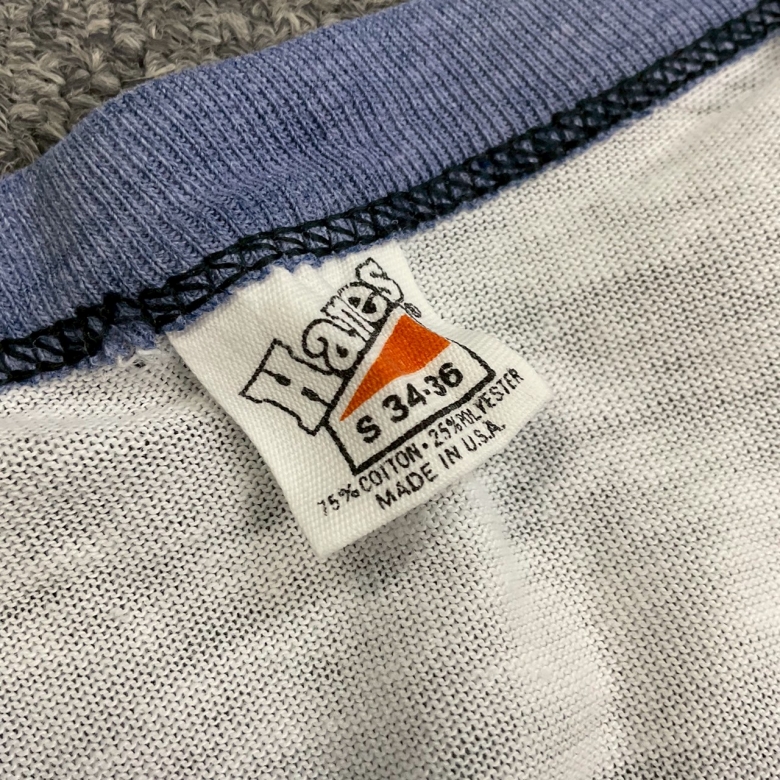 Hanes®
S 34-36
75% COTTON • 25% POLYESTER
MADE IN U.S.A.